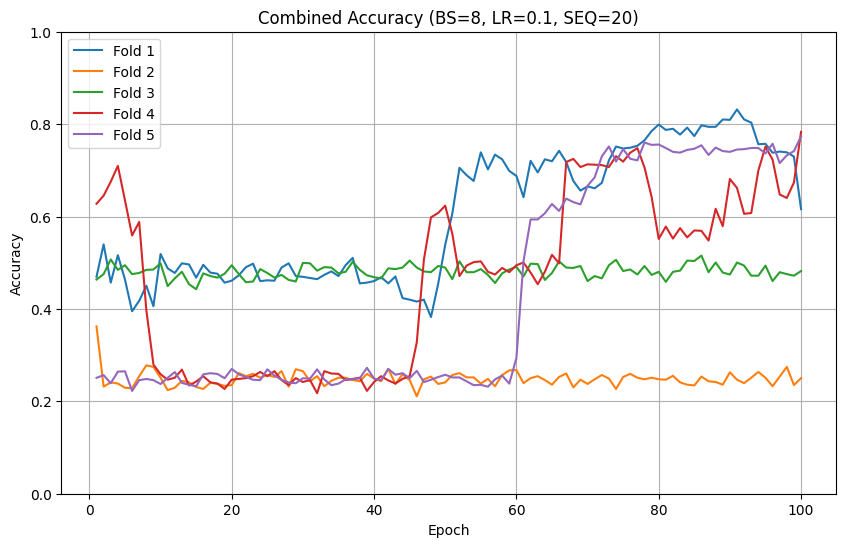 Combined Accuracy (BS=8, LR=0.1, SEQ=20)
Fold 1
Fold 2
Fold 3
Fold 4
Fold 5
Accuracy
1.0
0.8
0.6
0.4
0.2
0.0
0 20 40 60 80 100
Epoch